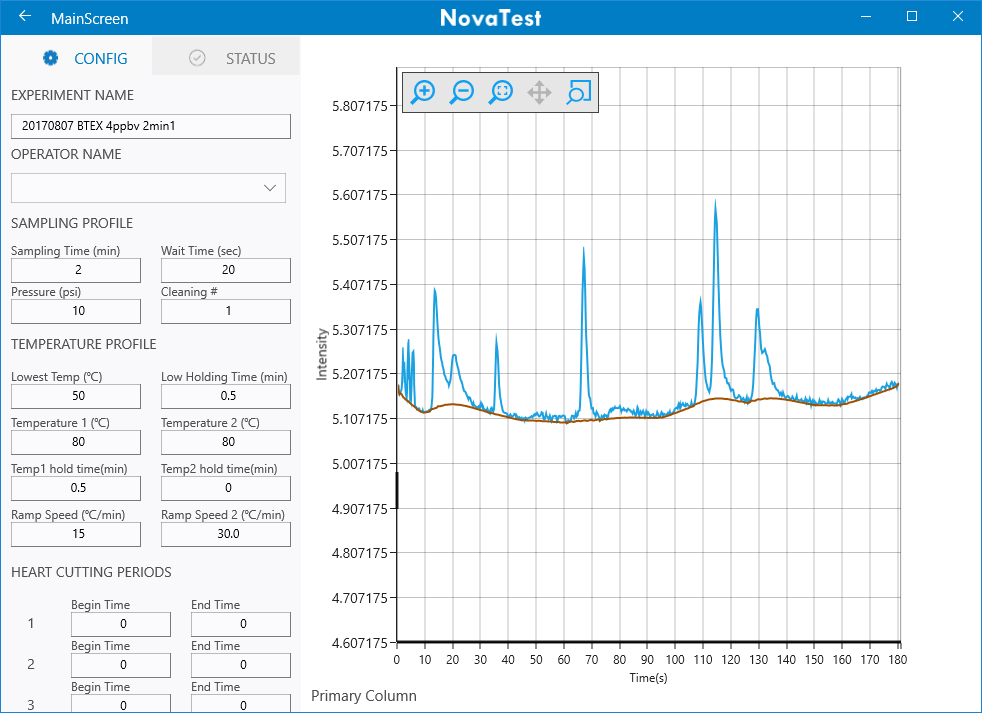 MainScreen
NovaTest
CONFIG
STATUS
EXPERIMENT NAME
20170807 BTEX 4ppbv 2min1
OPERATOR NAME
SAMPLING PROFILE
Sampling Time (min) Wait Time (sec)
2 20
Pressure (psi) Cleaning #
10 1
TEMPERATURE PROFILE
Lowest Temp (℃) Low Holding Time (min)
50 0.5
Temperature 1 (℃) Temperature 2 (℃)
80 80
Temp1 hold time(min) Temp2 hold time(min)
0.5 0
Ramp Speed (℃/min) Ramp Speed 2 (℃/min)
15 30.0
HEART CUTTING PERIODS
Begin Time End Time
1 0 0
Begin Time End Time
2 0 0
Begin Time End Time
3 0 0
5.807175
5.707175
5.607175
5.507175
5.407175
5.307175
5.207175
5.107175
5.007175
4.907175
4.807175
4.707175
4.607175
Intensity
0 10 20 30 40 50 60 70 80 90 100 110 120 130 140 150 160 170 180
Time(s)
Primary Column